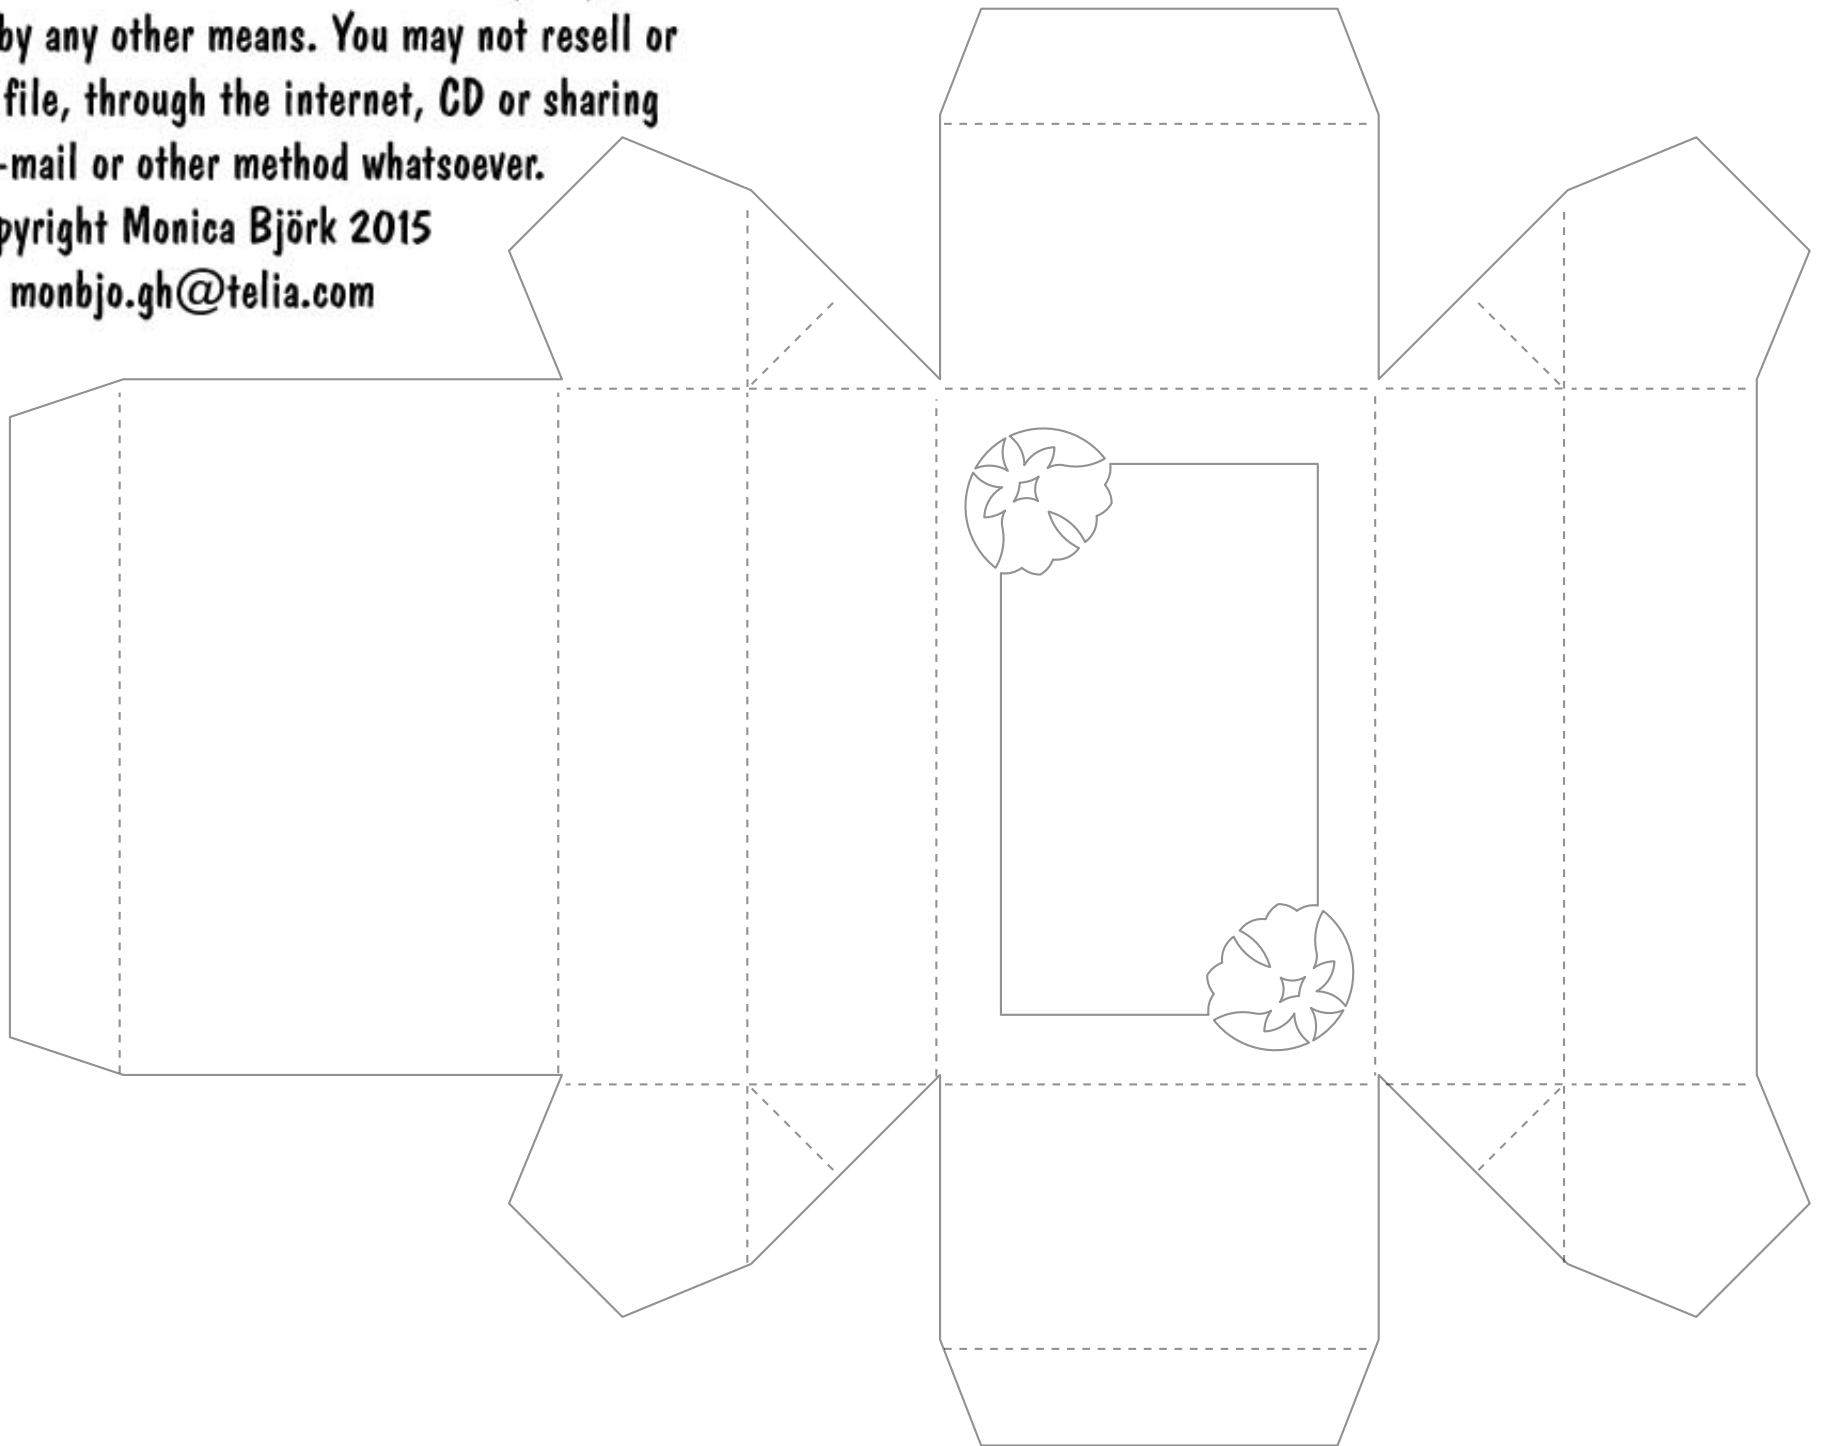 by any other means. You may not resell or
file, through the internet, CD or sharing
-mail or other method whatsoever.
pyright Monica Björk 2015
monbjo.gh@telia.com